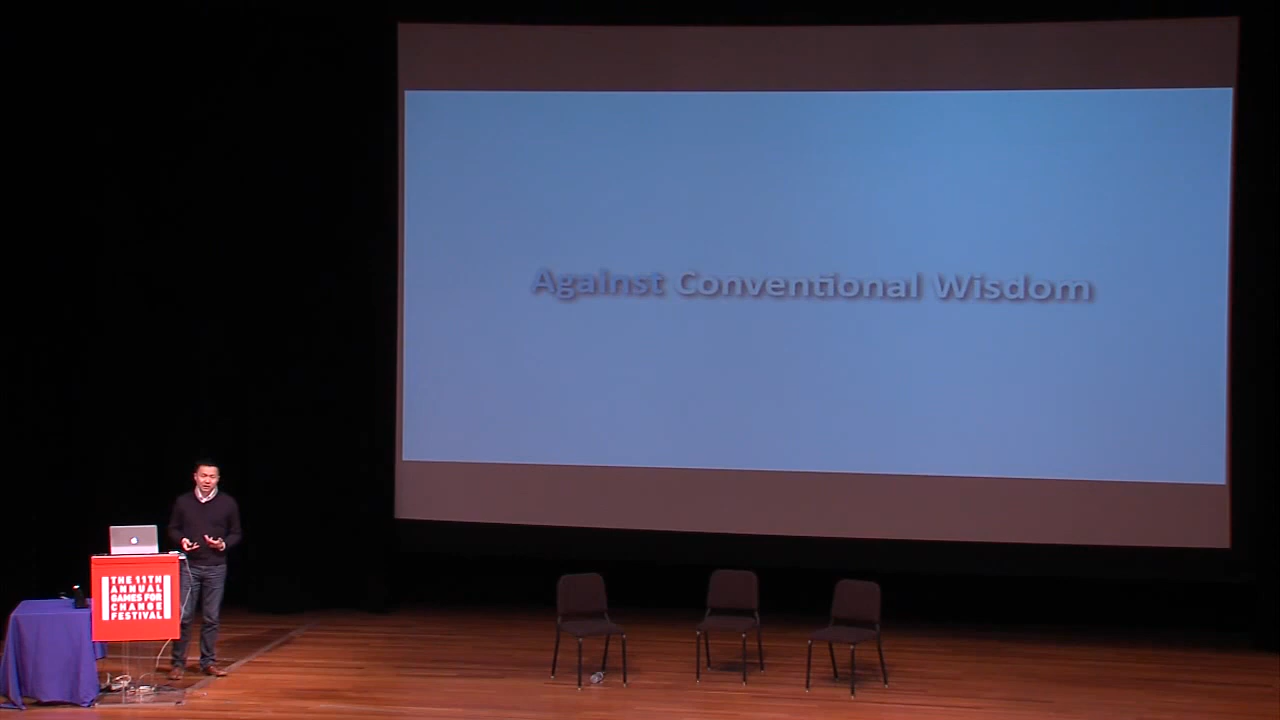 Against Conventional Wisdom
THE 11TH
ANNUAL
GAMES FOR
CHANGE
FESTIVAL